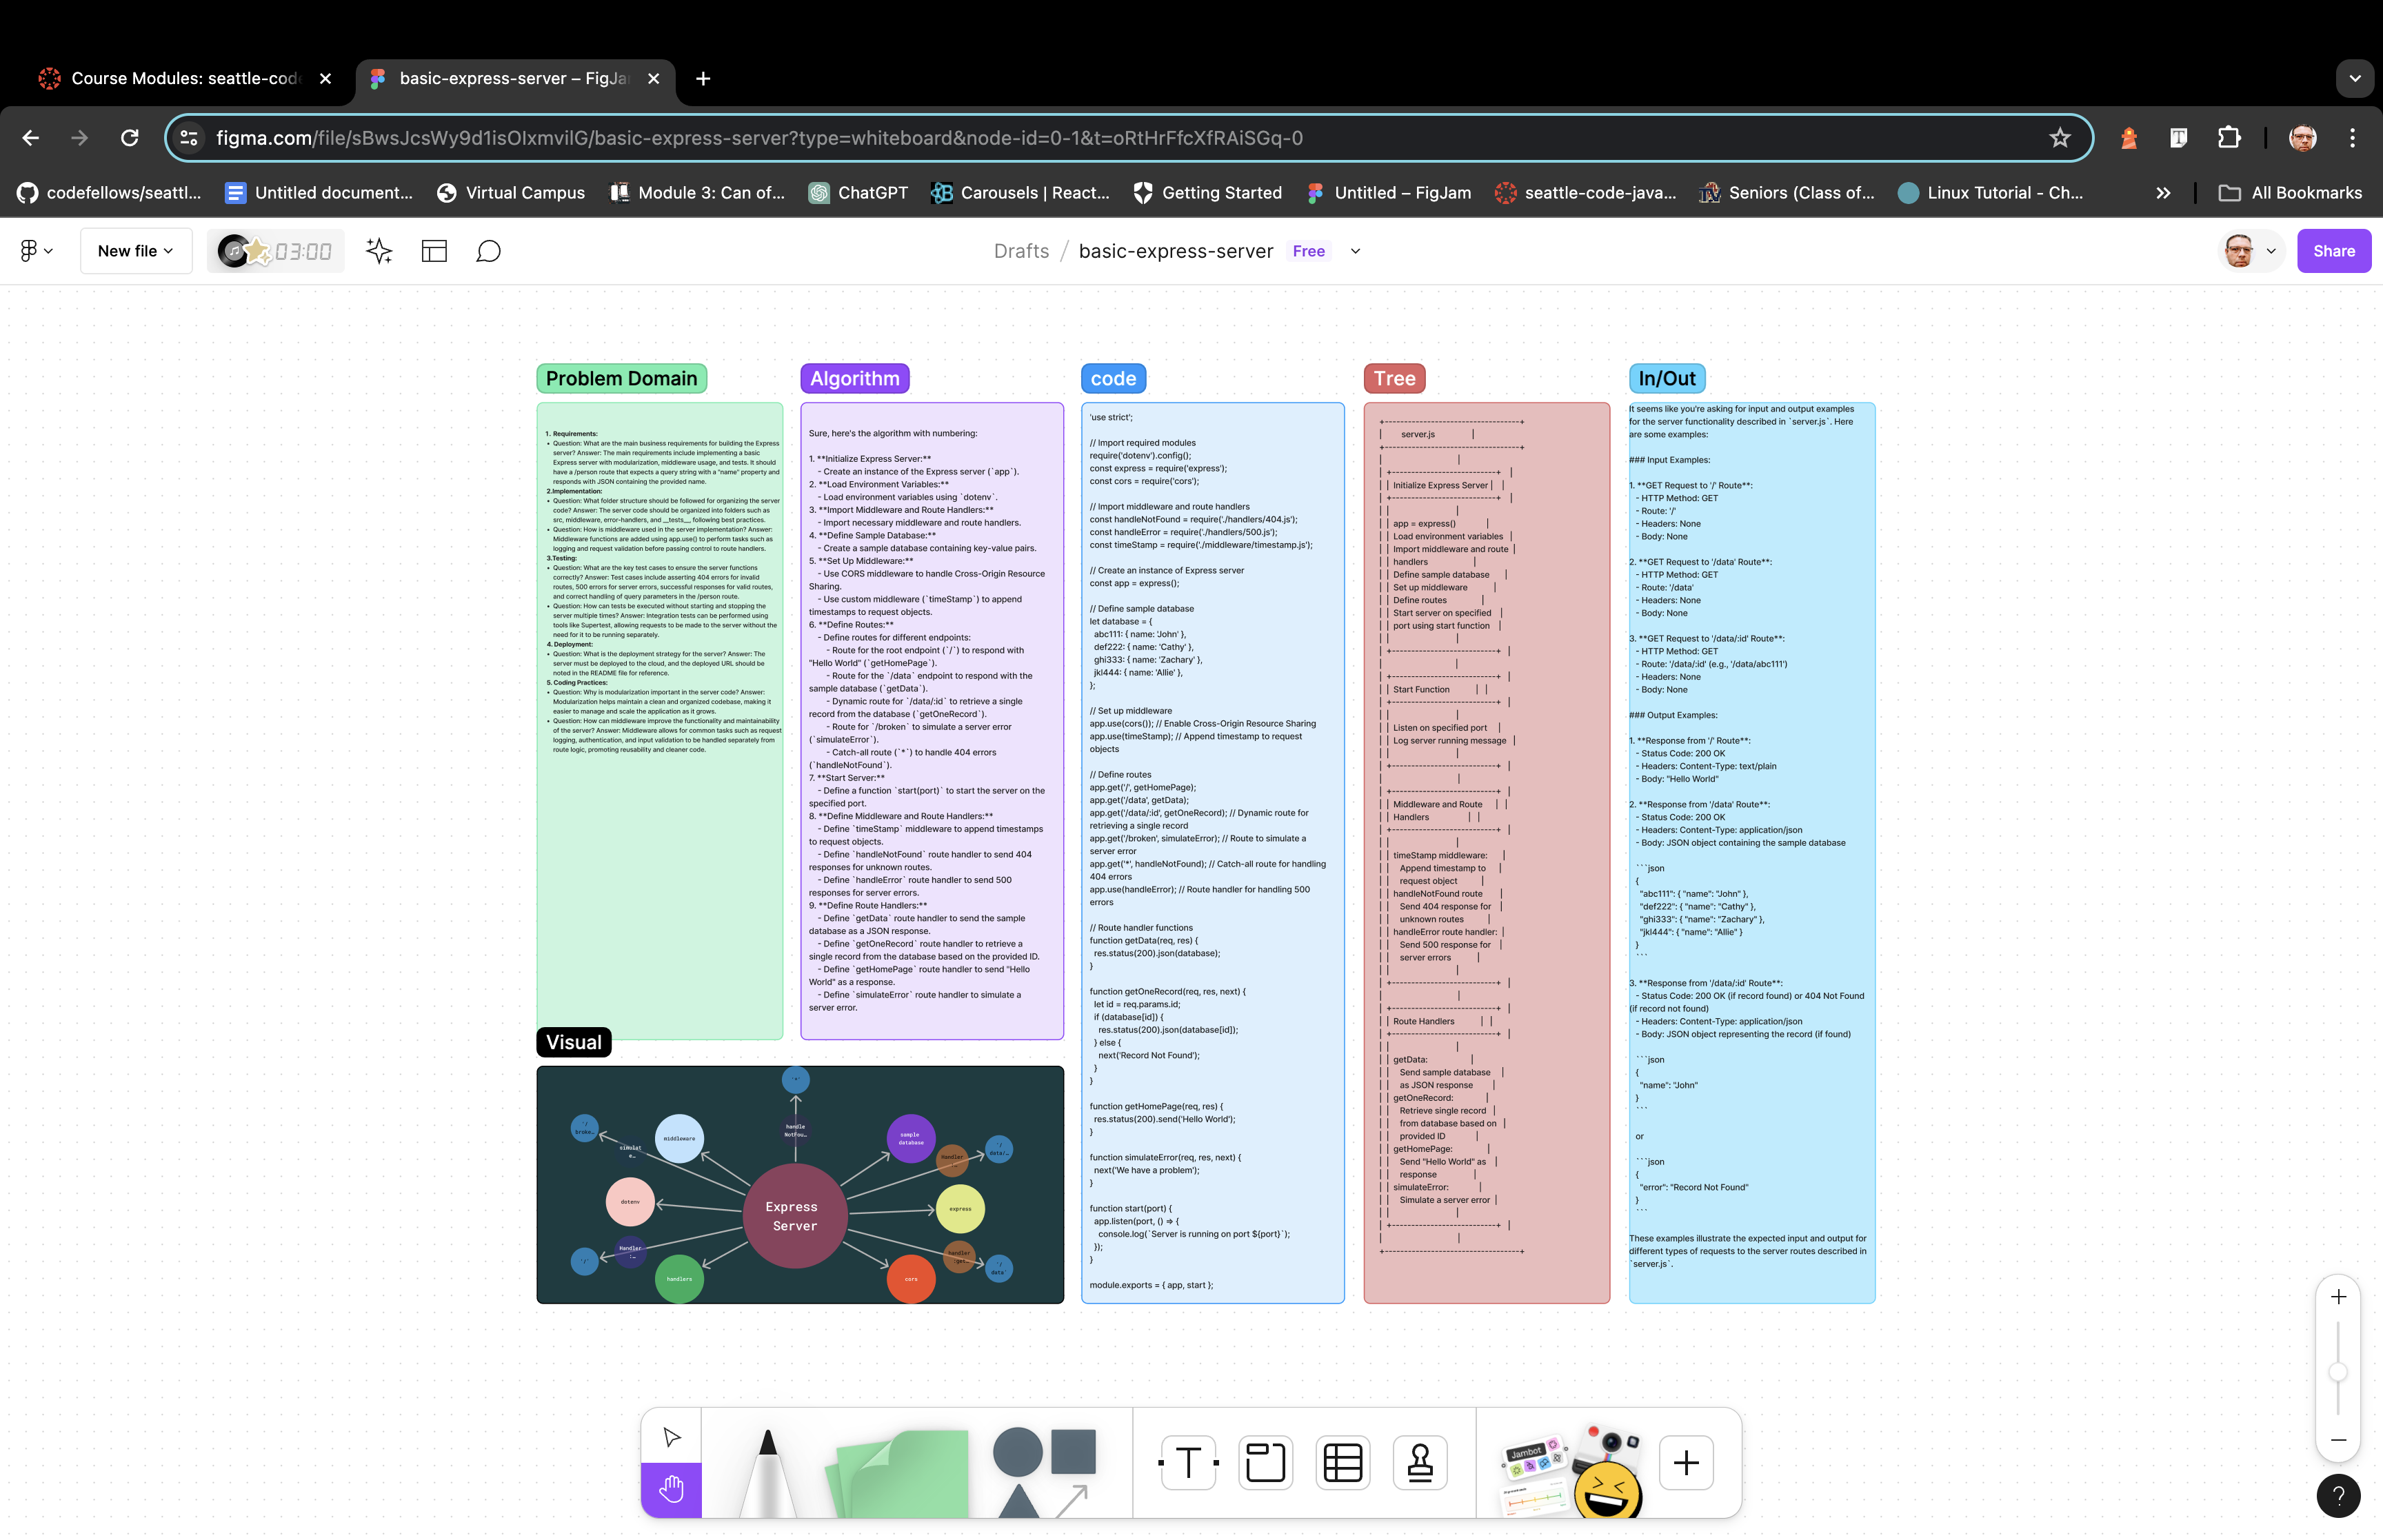 Course Modules: seattle-code
basic-express-server – FigJa
figma.com/file/sBwsJcsWy9d1isOlxmvilG/basic-express-server?type=whiteboard&node-id=0-1&t=oRtHrFfcXfRAiSGq-0
codefellows/seattl...
Untitled document...
Virtual Campus
Module 3: Can of...
ChatGPT
Carousels | React...
Getting Started
Untitled – FigJam
seattle-code-java...
Seniors (Class of...
Linux Tutorial - Ch...
All Bookmarks
New file
03:00
Drafts / basic-express-server Free
Share
Problem Domain
1. Requirements:
• Question: What are the main business requirements for building the Express
server? Answer: The main requirements include implementing a basic
Express server with modularization, middleware usage, and tests. It should
have a /person route that expects a query string with a "name" property and
responds with JSON containing the provided name.
2.Implementation:
• Question: What folder structure should be followed for organizing the server
code? Answer: The server code should be organized into folders such as
src, middleware, error-handlers, and __tests__ following best practices.
• Question: How is middleware used in the server implementation? Answer:
Middleware functions are added using app.use() to perform tasks such as
logging and request validation before passing control to route handlers.
3.Testing:
• Question: What are the key test cases to ensure the server functions
correctly? Answer: Test cases include asserting 404 errors for invalid
routes, 500 errors for server errors, successful responses for valid routes,
and correct handling of query parameters in the /person route.
• Question: How can tests be executed without starting and stopping the
server multiple times? Answer: Integration tests can be performed using
tools like Supertest, allowing requests to be made to the server without the
need for it to be running separately.
4. Deployment:
• Question: What is the deployment strategy for the server? Answer: The
server must be deployed to the cloud, and the deployed URL should be
noted in the README file for reference.
5. Coding Practices:
• Question: Why is modularization important in the server code? Answer:
Modularization helps maintain a clean and organized codebase, making it
easier to manage and scale the application as it grows.
• Question: How can middleware improve the functionality and maintainability
of the server? Answer: Middleware allows for common tasks such as request
logging, authentication, and input validation to be handled separately from
route logic, promoting reusability and cleaner code.
Algorithm
Sure, here's the algorithm with numbering:
1. **Initialize Express Server:**
- Create an instance of the Express server (`app`).
2. **Load Environment Variables:**
- Load environment variables using `dotenv`.
3. **Import Middleware and Route Handlers:**
- Import necessary middleware and route handlers.
4. **Define Sample Database:**
- Create a sample database containing key-value pairs.
5. **Set Up Middleware:**
- Use CORS middleware to handle Cross-Origin Resource
Sharing.
- Use custom middleware (`timeStamp`) to append
timestamps to request objects.
6. **Define Routes:**
- Define routes for different endpoints:
- Route for the root endpoint (`/`) to respond with
"Hello World" (`getHomePage`).
- Route for the `/data` endpoint to respond with the
sample database (`getData`).
- Dynamic route for `/data/:id` to retrieve a single
record from the database (`getOneRecord`).
- Route for `/broken` to simulate a server error
(`simulateError`).
- Catch-all route (`*`) to handle 404 errors
(`handleNotFound`).
7. **Start Server:**
- Define a function `start(port)` to start the server on the
specified port.
8. **Define Middleware and Route Handlers:**
- Define `timeStamp` middleware to append timestamps
to request objects.
- Define `handleNotFound` route handler to send 404
responses for unknown routes.
- Define `handleError` route handler to send 500
responses for server errors.
9. **Define Route Handlers:**
- Define `getData` route handler to send the sample
database as a JSON response.
- Define `getOneRecord` route handler to retrieve a
single record from the database based on the provided ID.
- Define `getHomePage` route handler to send "Hello
World" as a response.
- Define `simulateError` route handler to simulate a
server error.
code
'use strict';
// Import required modules
require('dotenv').config();
const express = require('express');
const cors = require('cors');
// Import middleware and route handlers
const handleNotFound = require('./handlers/404.js');
const handleError = require('./handlers/500.js');
const timeStamp = require('./middleware/timestamp.js');
// Create an instance of Express server
const app = express();
// Define sample database
let database = {
abc111: { name: 'John' },
def222: { name: 'Cathy' },
ghi333: { name: 'Zachary' },
jkl444: { name: 'Allie' },
};
// Set up middleware
app.use(cors()); // Enable Cross-Origin Resource Sharing
app.use(timeStamp); // Append timestamp to request
objects
// Define routes
app.get('/', getHomePage);
app.get('/data', getData);
app.get('/data/:id', getOneRecord); // Dynamic route for
retrieving a single record
app.get('/broken', simulateError); // Route to simulate a
server error
app.get('*', handleNotFound); // Catch-all route for handling
404 errors
app.use(handleError); // Route handler for handling 500
errors
// Route handler functions
function getData(req, res) {
res.status(200).json(database);
}
function getOneRecord(req, res, next) {
let id = req.params.id;
if (database[id]) {
res.status(200).json(database[id]);
} else {
next('Record Not Found');
}
}
function getHomePage(req, res) {
res.status(200).send('Hello World');
}
function simulateError(req, res, next) {
next('We have a problem');
}
function start(port) {
app.listen(port, () => {
console.log(`Server is running on port ${port}`);
});
}
module.exports = { app, start };
Tree
server.js
Initialize Express Server
app = express()
Load environment variables
Import middleware and route
handlers
Define sample database
Set up middleware
Define routes
Start server on specified
port using start function
Start Function
Listen on specified port
Log server running message
Middleware and Route
Handlers
timeStamp middleware:
Append timestamp to
request object
handleNotFound route
Send 404 response for
unknown routes
handleError route handler:
Send 500 response for
server errors
Route Handlers
getData:
Send sample database
as JSON response
getOneRecord:
Retrieve single record
from database based on
provided ID
getHomePage:
Send "Hello World" as
response
simulateError:
Simulate a server error
In/Out
It seems like you're asking for input and output examples
for the server functionality described in `server.js`. Here
are some examples:
### Input Examples:
1. **GET Request to '/' Route**:
- HTTP Method: GET
- Route: '/'
- Headers: None
- Body: None
2. **GET Request to '/data' Route**:
- HTTP Method: GET
- Route: '/data'
- Headers: None
- Body: None
3. **GET Request to '/data/:id' Route**:
- HTTP Method: GET
- Route: '/data/:id' (e.g., '/data/abc111')
- Headers: None
- Body: None
### Output Examples:
1. **Response from '/' Route**:
- Status Code: 200 OK
- Headers: Content-Type: text/plain
- Body: "Hello World"
2. **Response from '/data' Route**:
- Status Code: 200 OK
- Headers: Content-Type: application/json
- Body: JSON object containing the sample database
```json
{
"abc111": { "name": "John" },
"def222": { "name": "Cathy" },
"ghi333": { "name": "Zachary" },
"jkl444": { "name": "Allie" }
}
```
3. **Response from '/data/:id' Route**:
- Status Code: 200 OK (if record found) or 404 Not Found
(if record not found)
- Headers: Content-Type: application/json
- Body: JSON object representing the record (if found)
```json
{
"name": "John"
}
```
or
```json
{
"error": "Record Not Found"
}
```
These examples illustrate the expected input and output for
different types of requests to the server routes described in
`server.js`.
Visual
'*'
'/
broke…
simulat
e…
middleware
handle
NotFou…
sample
database
Handler
'/
data/…
dotenv
Express
Server
express
'/'
Handler
:…
handlers
cors
handler
:get…
'/
data'
Jambot
?